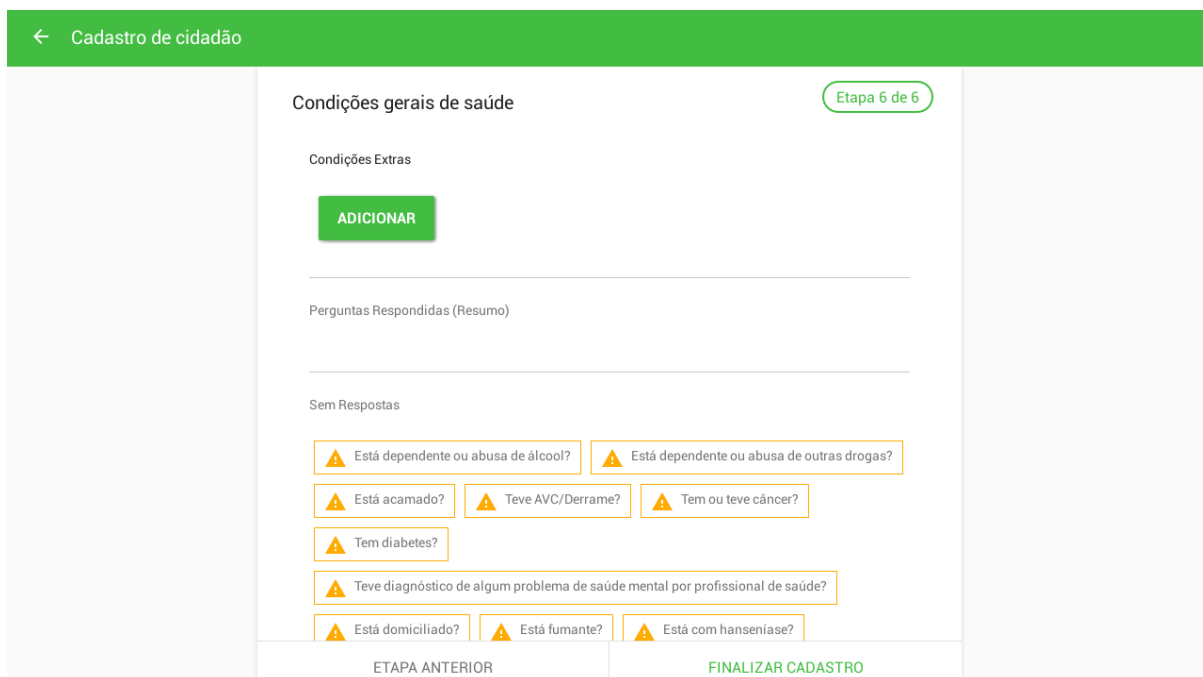 Cadastro de cidadão
Condições gerais de saúde
Etapa 6 de 6
Condições Extras
ADICIONAR
Perguntas Respondidas (Resumo)
Sem Respostas
Está dependente ou abusa de álcool?
Está dependente ou abusa de outras drogas?
Está acamado?
Teve AVC/Derrame?
Tem ou teve câncer?
Tem diabetes?
Teve diagnóstico de algum problema de saúde mental por profissional de saúde?
Está domiciliado?
Está fumante?
Está com hanseníase?
ETAPA ANTERIOR
FINALIZAR CADASTRO